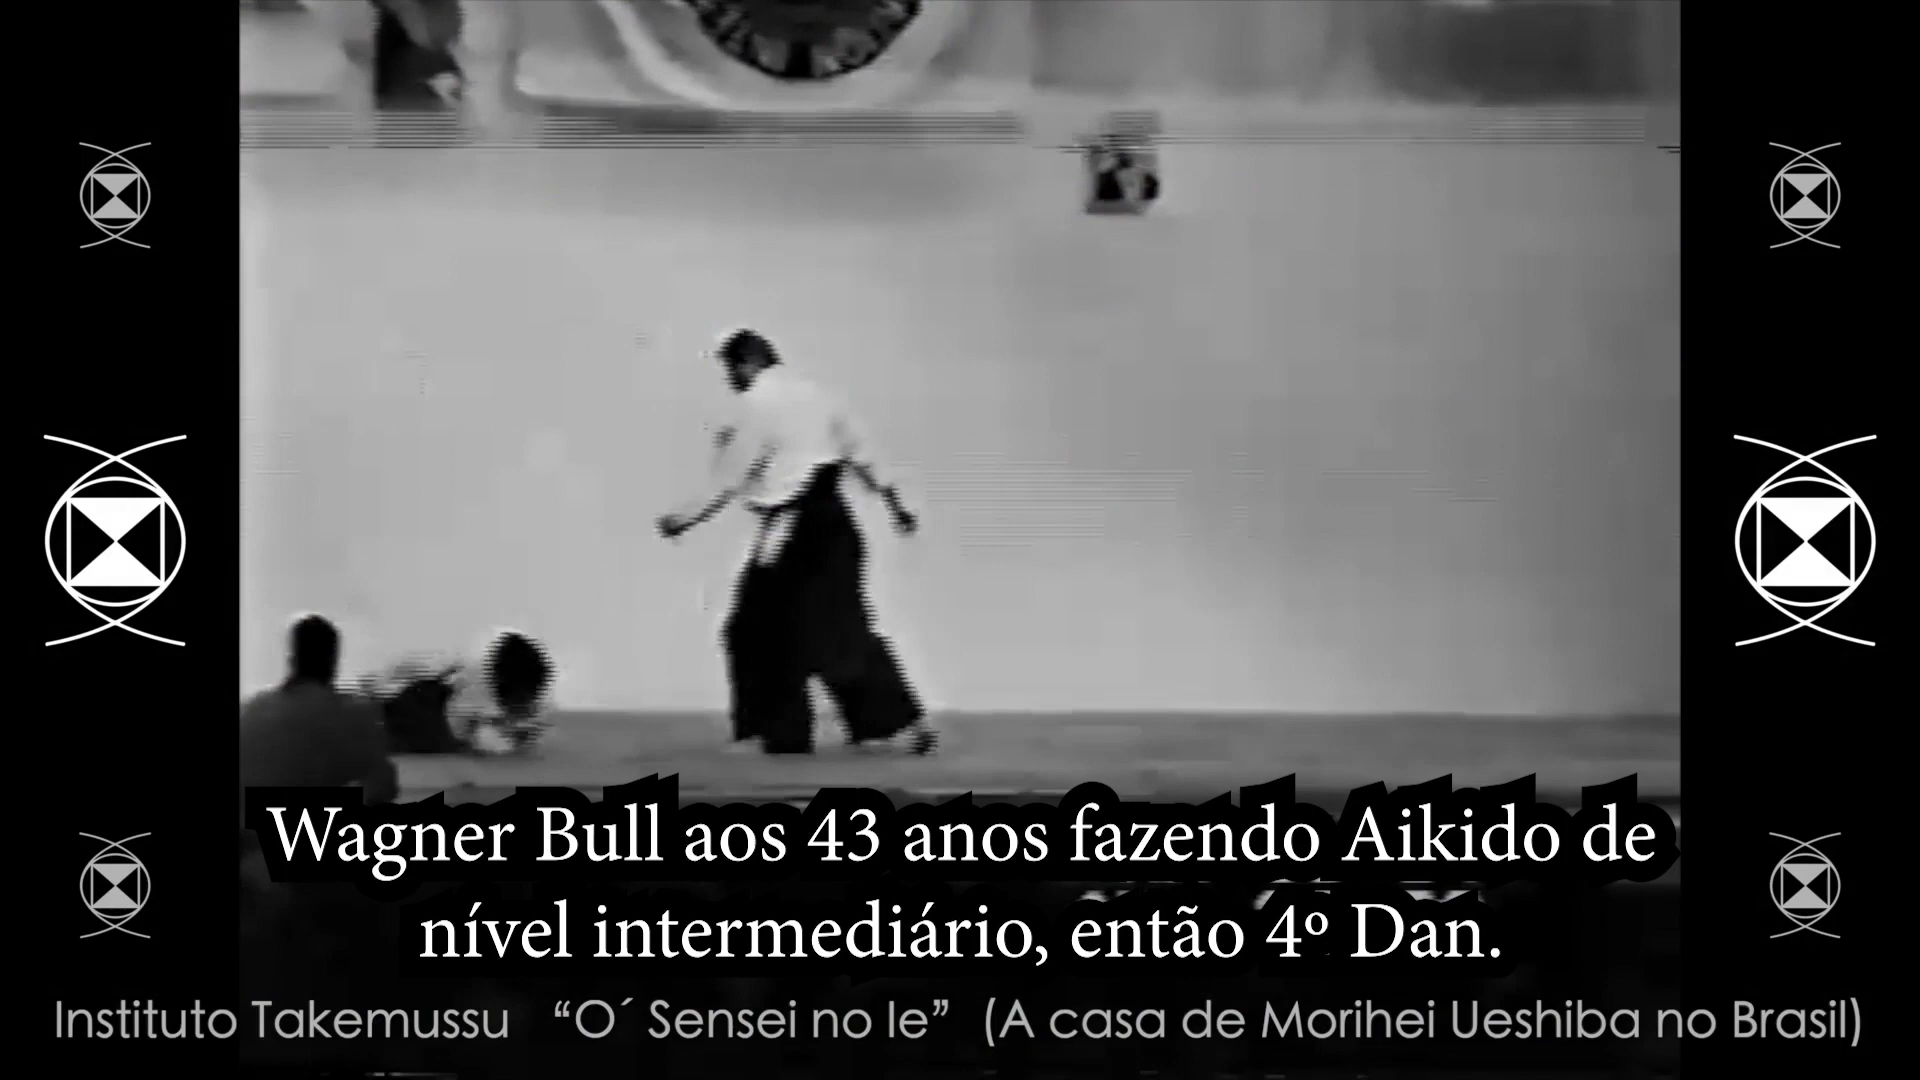 Wagner Bull aos 43 anos fazendo Aikido de
nível intermediário, então 4º Dan.
Instituto Takemussu “O´ Sensei no Ie” (A casa de Morihei Ueshiba no Brasil)